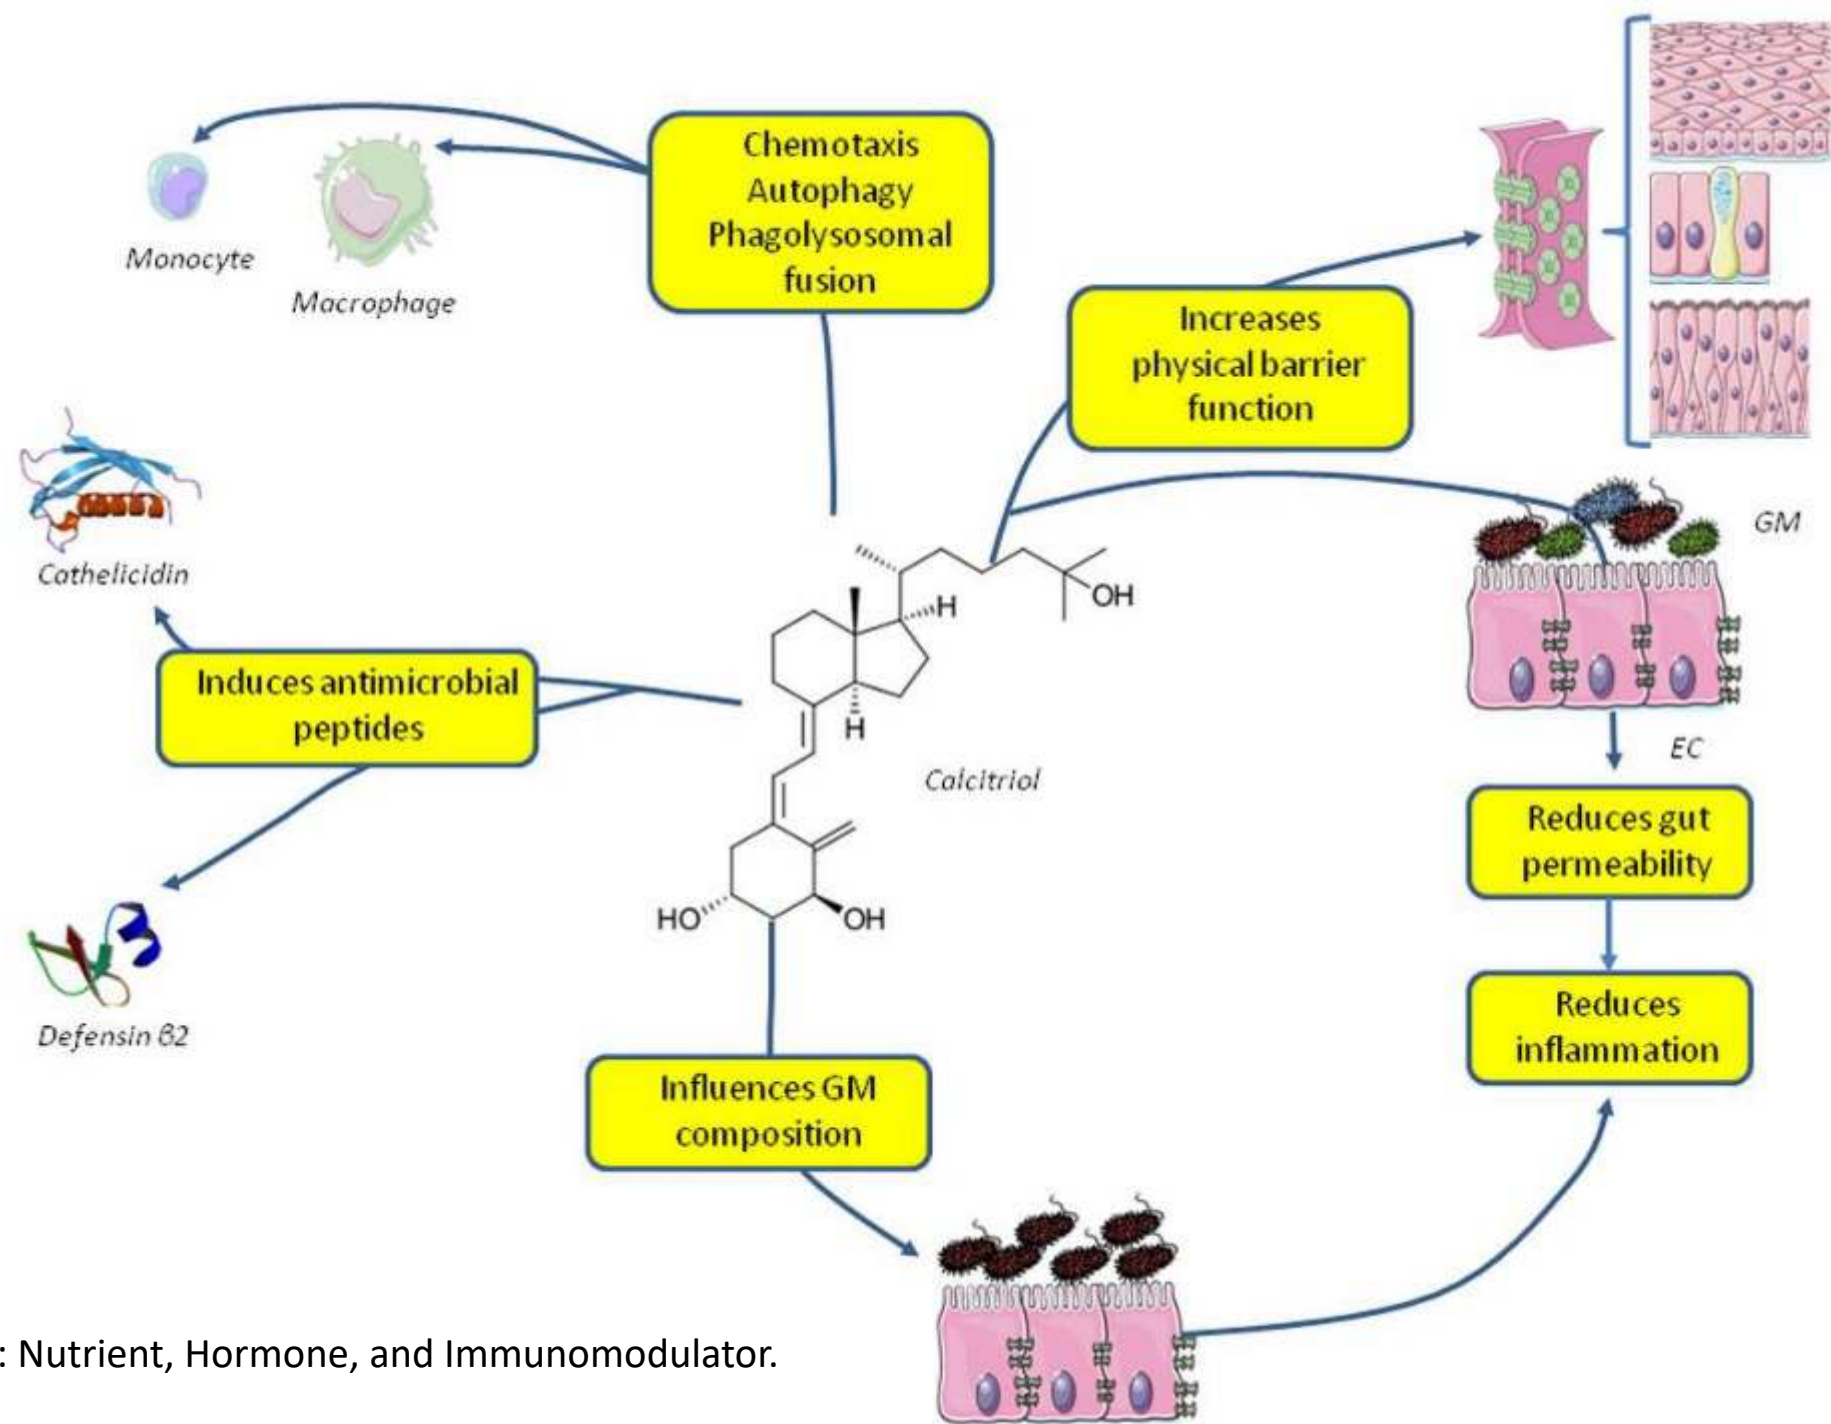 Chemotaxis
Autophagy
Phagolysosomal
fusion
Monocyte
Macrophage
Increases
physical barrier
function
GM
Cathelicidin
OH
H
Induces antimicrobial
peptides
H
EC
Calcitriol
Reduces gut
permeability
HO
OH
Defensin β2
Reduces
inflammation
Influences GM
composition
: Nutrient, Hormone, and Immunomodulator.